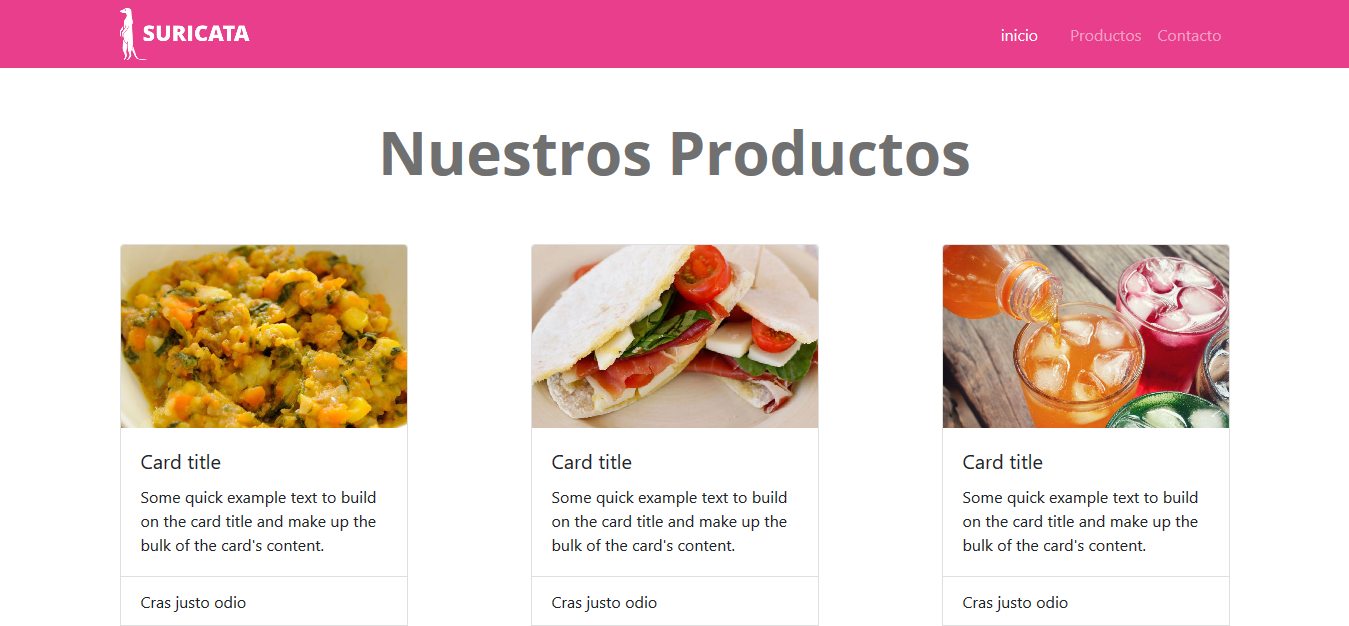 SURICATA
inicio Productos Contacto
Nuestros Productos
Card title
Some quick example text to build
on the card title and make up the
bulk of the card's content.
Cras justo odio
Card title
Some quick example text to build
on the card title and make up the
bulk of the card's content.
Cras justo odio
Card title
Some quick example text to build
on the card title and make up the
bulk of the card's content.
Cras justo odio